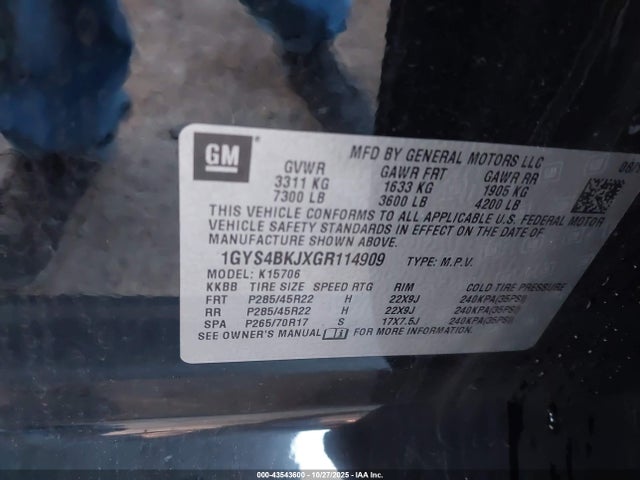 GM
MFD BY GENERAL MOTORS LLC
GVWR GAWR FRT GAWR RR
3311 KG 1633 KG 1905 KG
7300 LB 3600 LB 4200 LB
THIS VEHICLE CONFORMS TO ALL APPLICABLE U.S. FEDERAL MOTOR
VEHICLE SAFETY STANDARDS IN EFFECT ON THE DATE OF
MANUFACTURE SHOWN ABOVE.
1GYS4BKJXGR114909 TYPE: M.P.V.
MODEL: K15706
KKBB TIRE SIZE SPEED RTG RIM COLD TIRE PRESSURE
FRT P285/45R22 H 22X9J 240KPA(35PSI)
RR P285/45R22 H 22X9J 240KPA(35PSI)
SPA P265/70R17 S 17X7.5J 240KPA(35PSI)
SEE OWNER'S MANUAL FOR MORE INFORMATION.
000-43543600 - 10/27/2025 - IAA Inc.